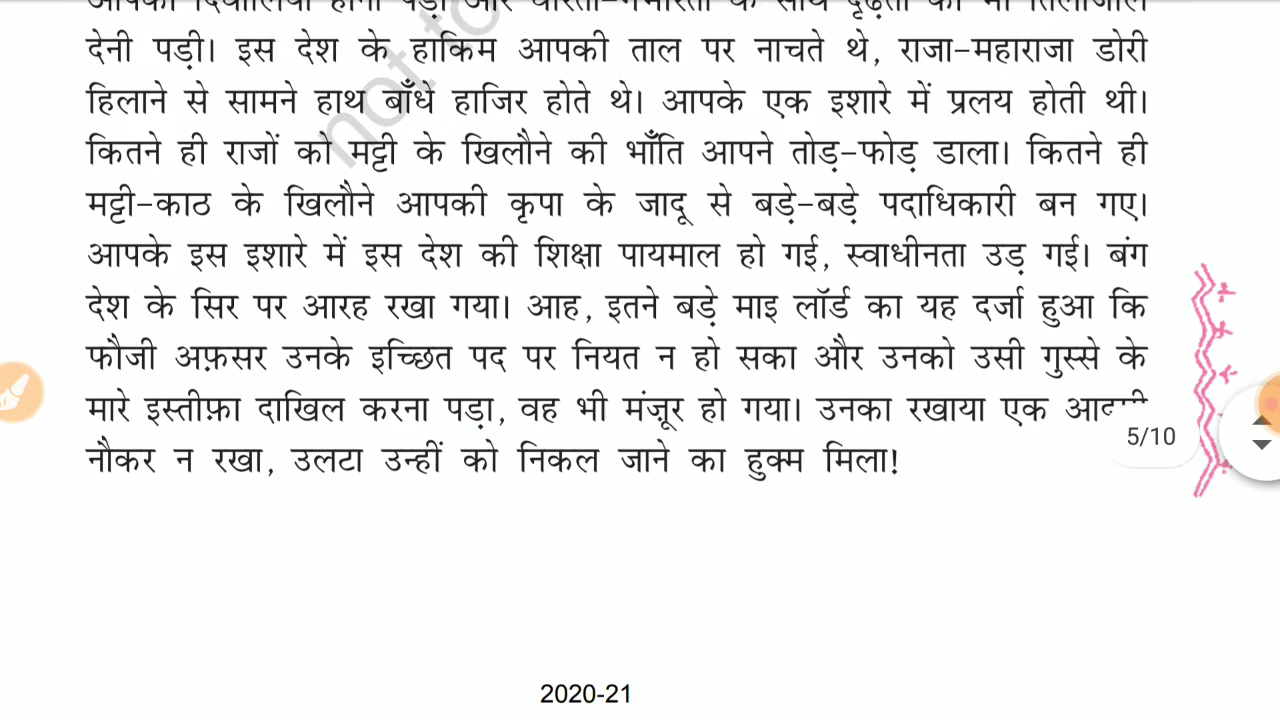 देनी पड़ी। इस देश के हाकिम आपकी ताल पर नाचते थे, राजा-महाराजा डोरी
हिलाने से सामने हाथ बाँधे हाजिर होते थे। आपके एक इशारे में प्रलय होती थी।
कितने ही राजों को मट्टी के खिलौने की भाँति आपने तोड़-फोड़ डाला। कितने ही
मट्टी-काठ के खिलौने आपकी कृपा के जादू से बड़े-बड़े पदाधिकारी बन गए।
आपके इस इशारे में इस देश की शिक्षा पायमाल हो गई, स्वाधीनता उड़ गई। बंग
देश के सिर पर आरह रखा गया। आह, इतने बड़े माइ लॉर्ड का यह दर्जा हुआ कि
फौजी अफ़सर उनके इच्छित पद पर नियत न हो सका और उनको उसी गुस्से के
मारे इस्तीफ़ा दाखिल करना पड़ा, वह भी मंज़ूर हो गया। उनका रखाया एक
नौकर न रखा, उलटा उन्हीं को निकल जाने का हुक्म मिला!
5/10
not to
2020-21